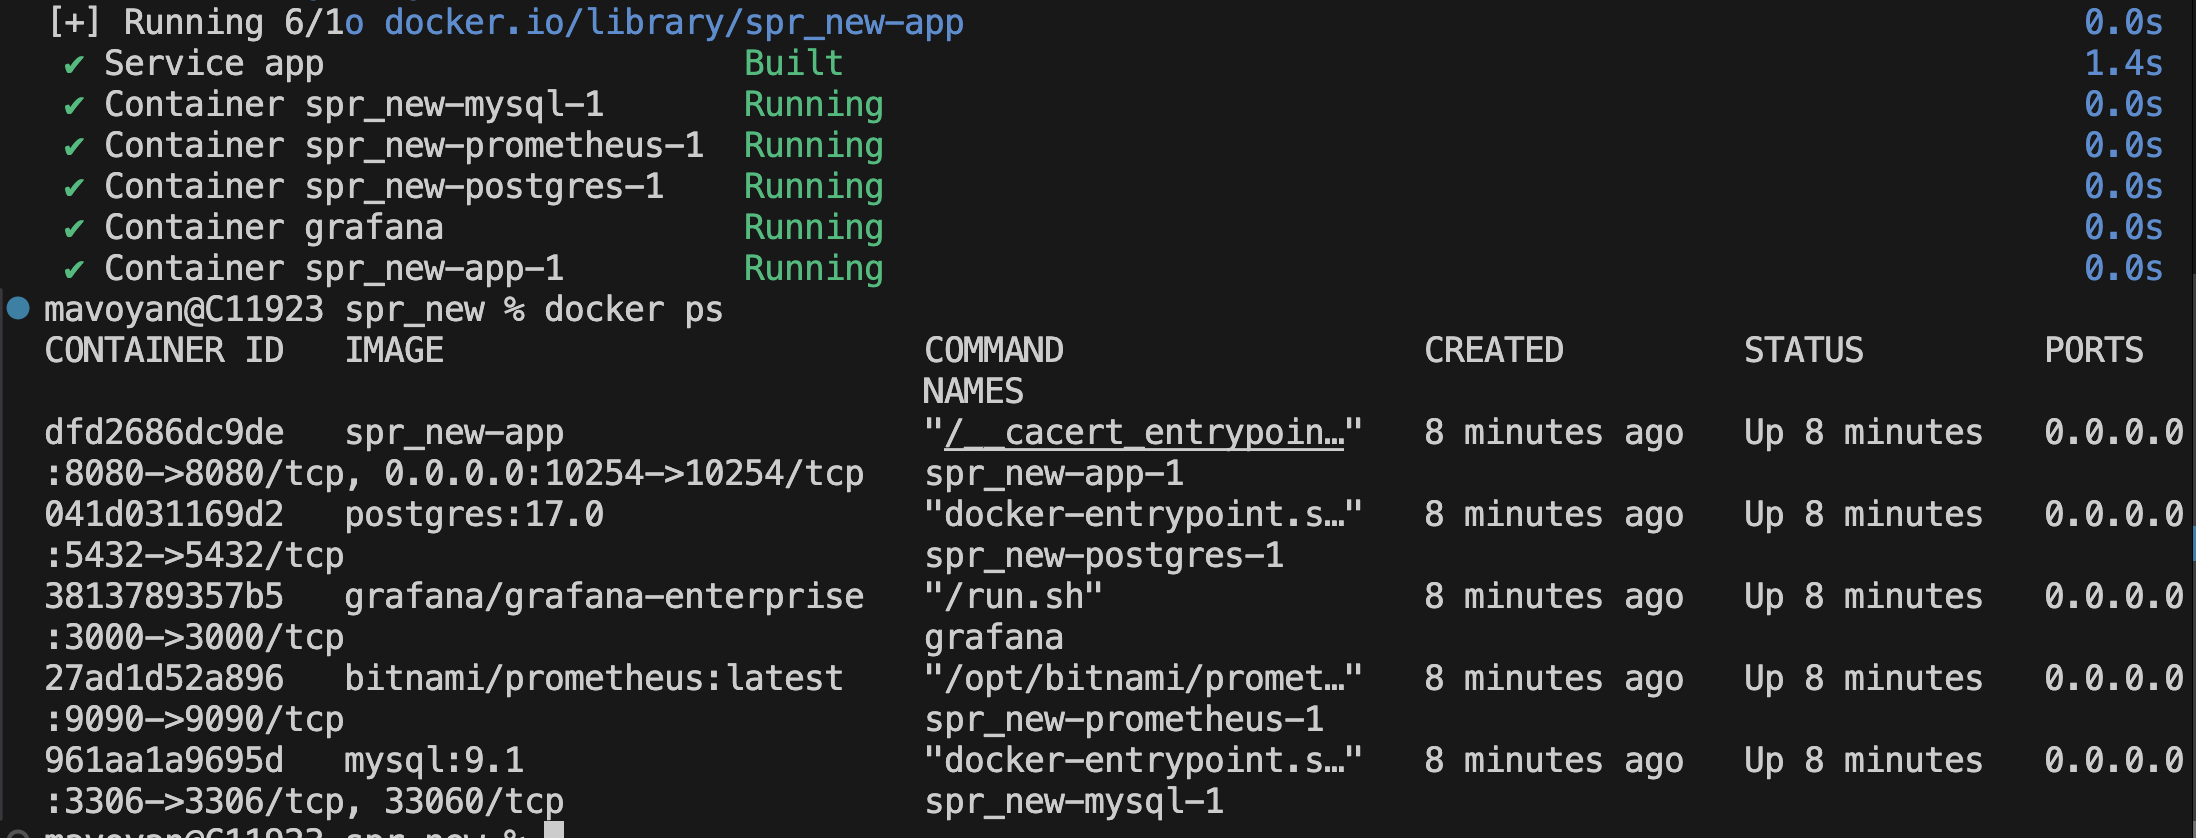 [+] Running 6/1o docker.io/library/spr_new-app 0.0s
✔ Service app Built 1.4s
✔ Container spr_new-mysql-1 Running 0.0s
✔ Container spr_new-prometheus-1 Running 0.0s
✔ Container spr_new-postgres-1 Running 0.0s
✔ Container grafana Running 0.0s
✔ Container spr_new-app-1 Running 0.0s
mavoyan@C11923 spr_new % docker ps
CONTAINER ID IMAGE COMMAND CREATED STATUS PORTS
NAMES
dfd2686dc9de spr_new-app "/__cacert_entrypoin…" 8 minutes ago Up 8 minutes 0.0.0.0
:8080->8080/tcp, 0.0.0.0:10254->10254/tcp spr_new-app-1
041d031169d2 postgres:17.0 "docker-entrypoint.s…" 8 minutes ago Up 8 minutes 0.0.0.0
:5432->5432/tcp spr_new-postgres-1
3813789357b5 grafana/grafana-enterprise "/run.sh" 8 minutes ago Up 8 minutes 0.0.0.0
:3000->3000/tcp grafana
27ad1d52a896 bitnami/prometheus:latest "/opt/bitnami/promet…" 8 minutes ago Up 8 minutes 0.0.0.0
:9090->9090/tcp spr_new-prometheus-1
961aa1a9695d mysql:9.1 "docker-entrypoint.s…" 8 minutes ago Up 8 minutes 0.0.0.0
:3306->3306/tcp, 33060/tcp spr_new-mysql-1
mavoyan@C11923 spr_new %